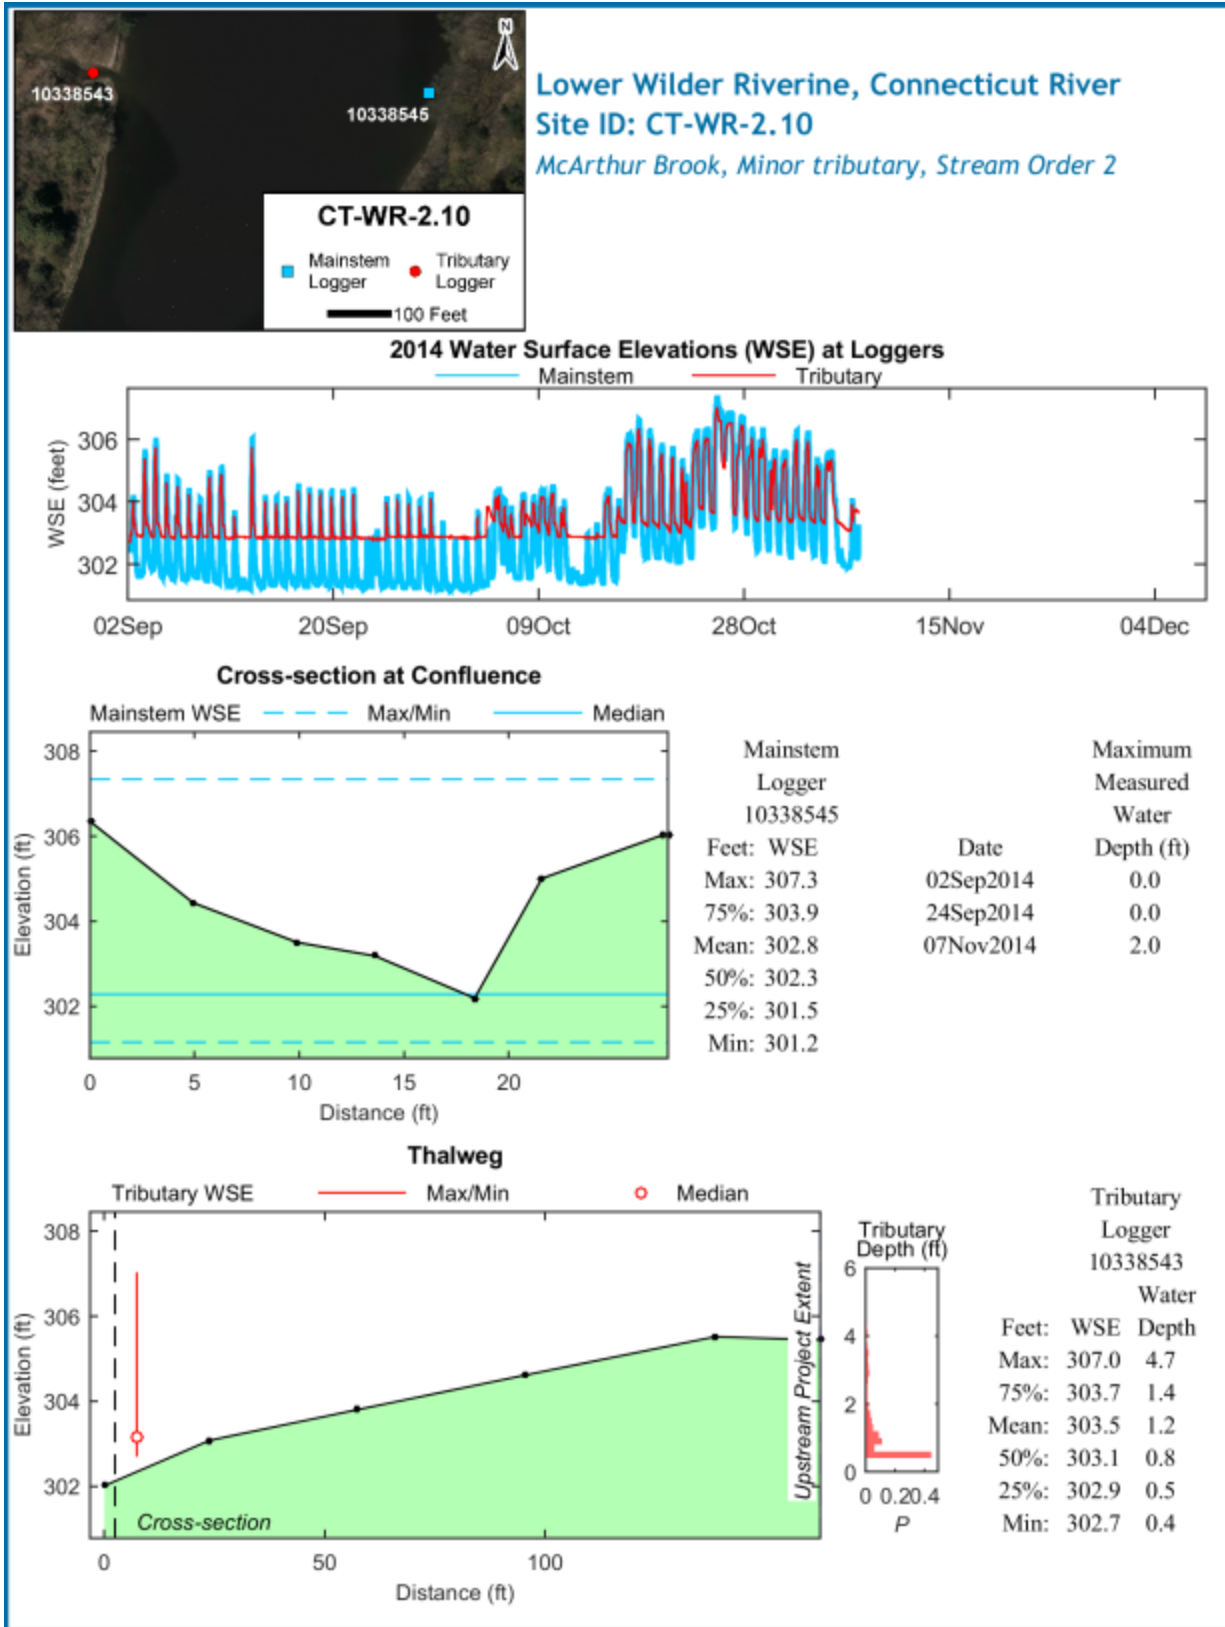 N
10338543
10338545
CT-WR-2.10
Mainstem Logger
Tributary Logger
100 Feet
Lower Wilder Riverine, Connecticut River
Site ID: CT-WR-2.10
McArthur Brook, Minor tributary, Stream Order 2
2014 Water Surface Elevations (WSE) at Loggers
Mainstem Tributary
WSE (feet)
306
304
302
02Sep 20Sep 09Oct 28Oct 15Nov 04Dec
Cross-section at Confluence
Mainstem WSE Max/Min Median
Elevation (ft)
308
306
304
302
0 5 10 15 20
Distance (ft)
Mainstem
Logger
10338545
Feet: WSE
Max: 307.3
75%: 303.9
Mean: 302.8
50%: 302.3
25%: 301.5
Min: 301.2
Maximum
Measured
Water
Date Depth (ft)
02Sep2014 0.0
24Sep2014 0.0
07Nov2014 2.0
Thalweg
Tributary WSE Max/Min Median
Elevation (ft)
308
306
304
302
Cross-section
Upstream Project Extent
0 50 100
Distance (ft)
Tributary
Depth (ft)
6
4
2
0
0 0.2 0.4
P
Tributary
Logger
10338543
Water
Feet: WSE Depth
Max: 307.0 4.7
75%: 303.7 1.4
Mean: 303.5 1.2
50%: 303.1 0.8
25%: 302.9 0.5
Min: 302.7 0.4